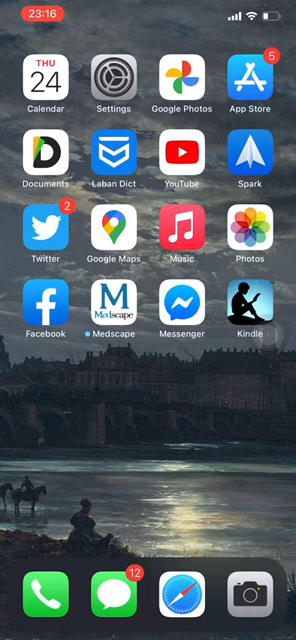 23:16
THU
24
5
Calendar
Settings
Google Photos
App Store
D
Documents
Laban Dict
YouTube
Spark
2
Twitter
Google Maps
Music
Photos
f
M
Medscape
Facebook
Medscape
Messenger
Kindle
12